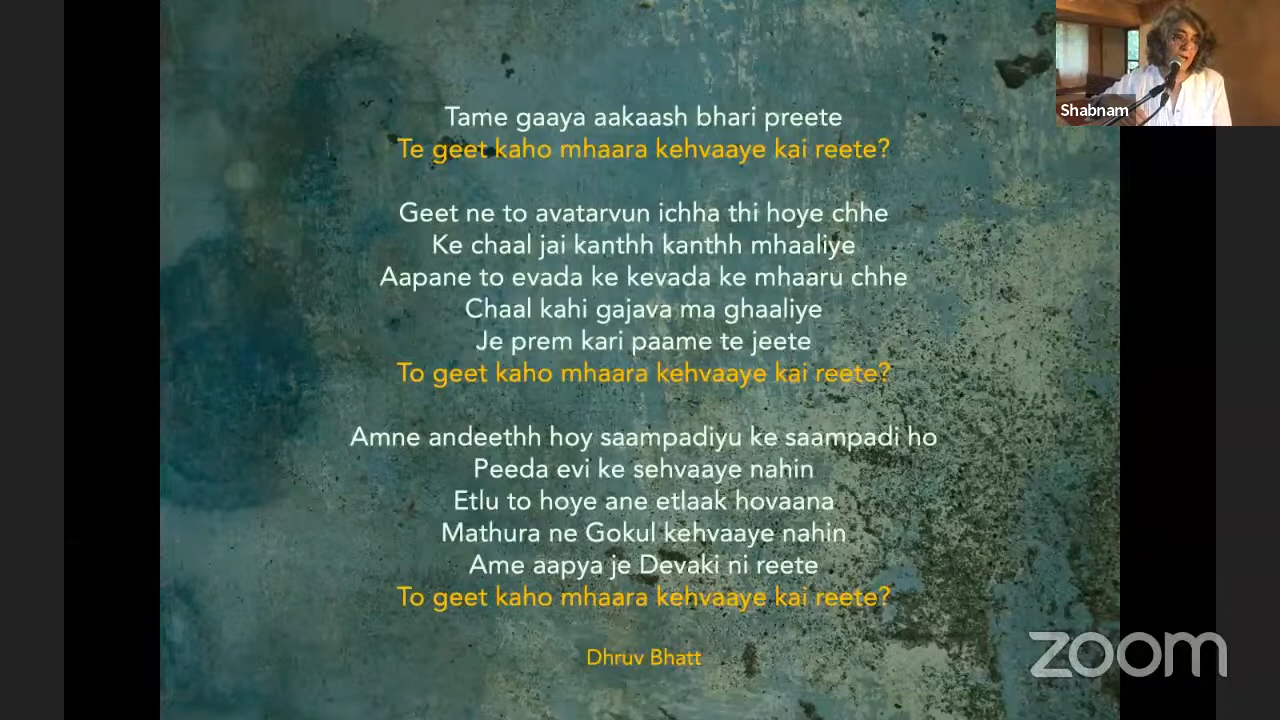 Tame gaaya aakaash bhari preete
Te geet kaho mhaara kehvaaye kai reete?
Geet ne to avatarvun ichha thi hoye chhe
Ke chaal jai kanthh kanthh mhaaliye
Aapane to evada ke kevada ke mhaaru chhe
Chaal kahi gajava ma ghaaliye
Je prem kari paame te jeete
To geet kaho mhaara kehvaaye kai reete?
Amne andeethh hoy saampadiyu ke saampadi ho
Peeda evi ke sehvaaye nahin
Etlu to hoye ane etlaak hovaana
Mathura ne Gokul kehvaaye nahin
Ame aapya je Devaki ni reete
To geet kaho mhaara kehvaaye kai reete?
Dhruv Bhatt
Shabnam
zoom